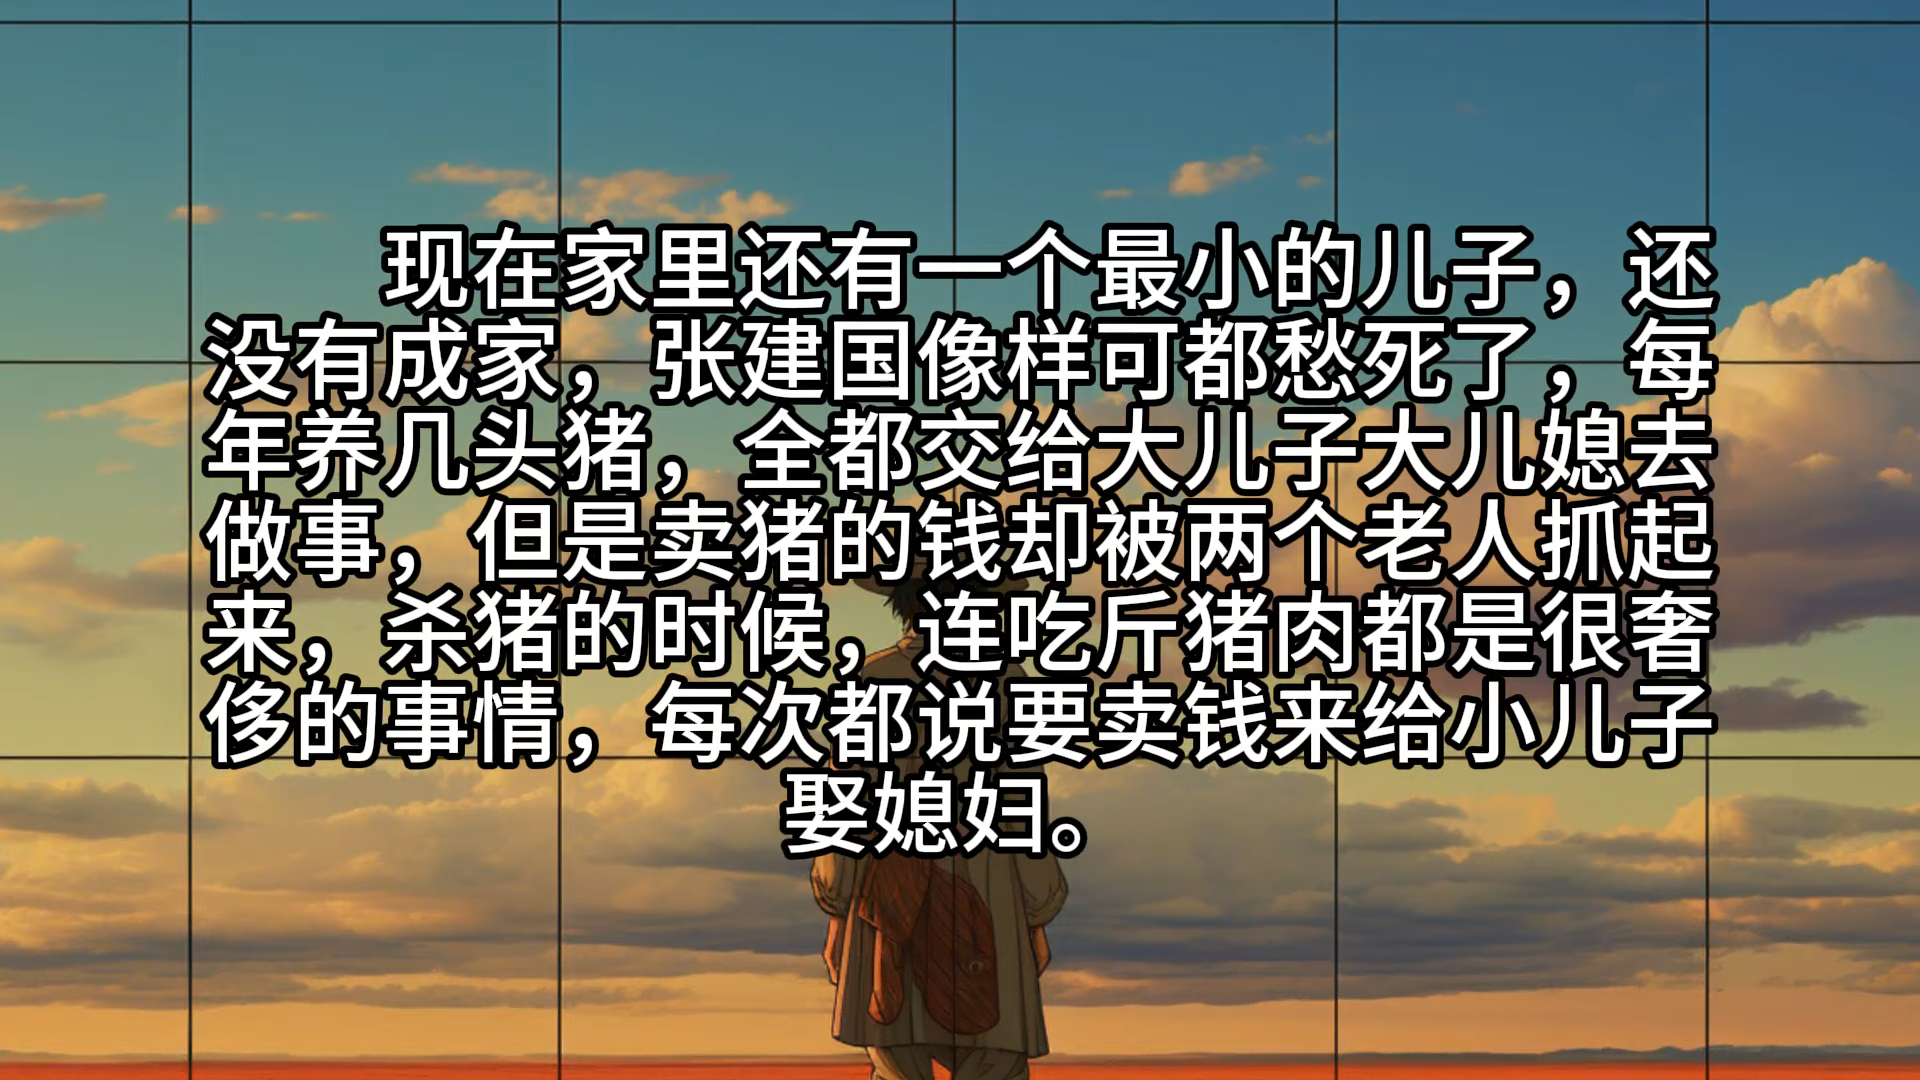 现在家里还有一个最小的儿子，还
没有成家，张建国像样可都愁死了，每
年养几头猪，全都交给大儿子大儿媳去
做事，但是卖猪的钱却被两个老人抓起
来，杀猪的时候，连吃斤猪肉都是很奢
侈的事情，每次都说要卖钱来给小儿子
娶媳妇。